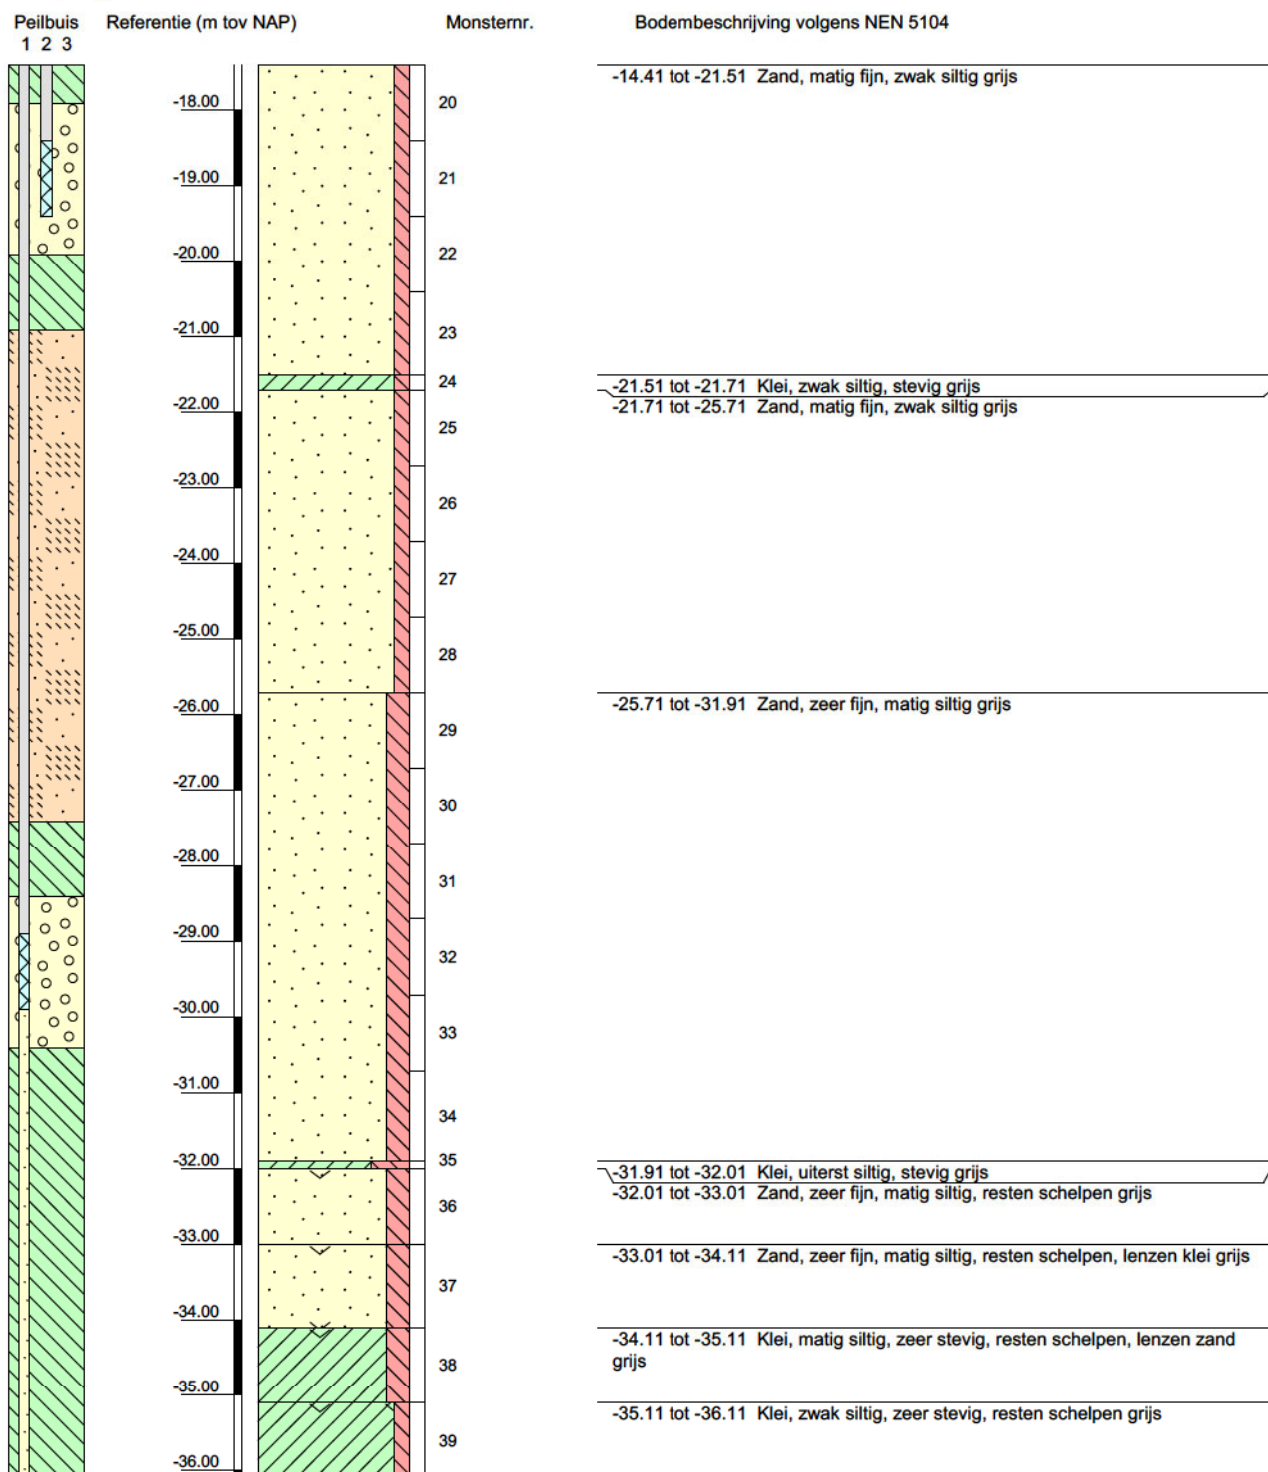 Peilbuis Referentie (m tov NAP) Monsternr. Bodembeschrijving volgens NEN 5104
1 2 3
-14.41 tot -21.51 Zand, matig fijn, zwak siltig grijs
-18.00 20
-19.00 21
-20.00 22
-21.00 23
24 -21.51 tot -21.71 Klei, zwak siltig, stevig grijs
-22.00 -21.71 tot -25.71 Zand, matig fijn, zwak siltig grijs
25
-23.00
26
-24.00
27
-25.00
28
-26.00 -25.71 tot -31.91 Zand, zeer fijn, matig siltig grijs
29
-27.00
30
-28.00
31
-29.00
32
-30.00
33
-31.00
34
-32.00 35
-31.91 tot -32.01 Klei, uiterst siltig, stevig grijs
-32.01 tot -33.01 Zand, zeer fijn, matig siltig, resten schelpen grijs
36
-33.00
-33.01 tot -34.11 Zand, zeer fijn, matig siltig, resten schelpen, lenzen klei grijs
37
-34.00
-34.11 tot -35.11 Klei, matig siltig, zeer stevig, resten schelpen, lenzen zand
grijs
38
-35.00
-35.11 tot -36.11 Klei, zwak siltig, zeer stevig, resten schelpen grijs
39
-36.00